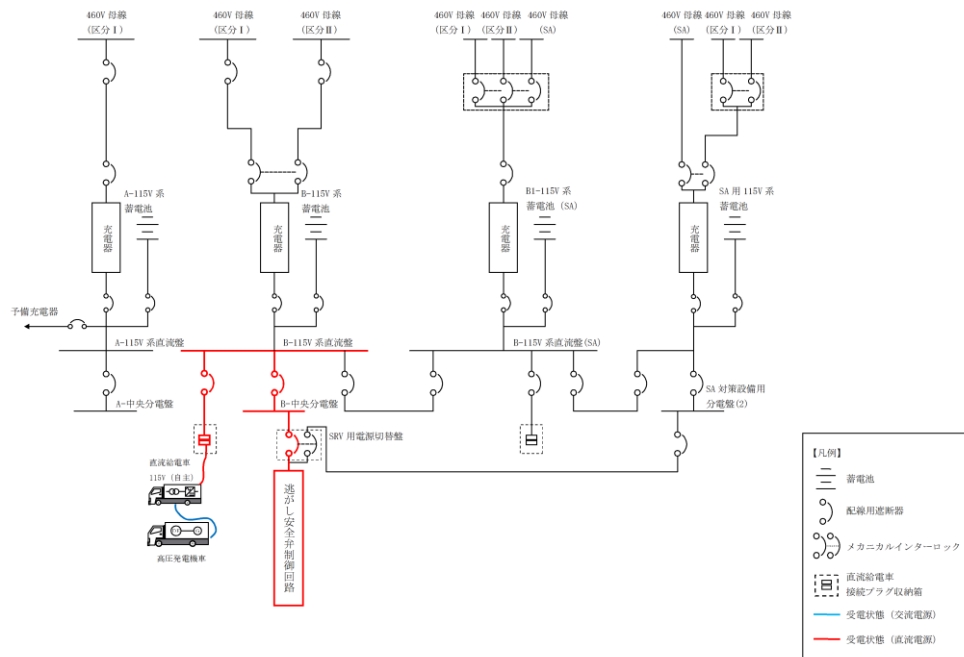 460V 母線
(区分Ⅰ)
460V 母線
(区分Ⅰ)
460V 母線
(区分Ⅱ)
460V 母線
(区分Ⅰ)
460V 母線
(区分Ⅱ)
460V 母線
(SA)
460V 母線
(SA)
460V 母線
(区分Ⅰ)
460V 母線
(区分Ⅱ)
A-115V 系
蓄電池
充電器
B-115V 系
蓄電池
充電器
B1-115V 系
蓄電池 (SA)
充電器
SA 用 115V 系
蓄電池
充電器
予備充電器
A-115V 系直流盤
B-115V 系直流盤
B-115V 系直流盤(SA)
A-中央分電盤
B-中央分電盤
SA 対策設備用
分電盤(2)
SRV 用電源切替盤
直流給電車
115V (自主)
高圧発電機車
逃がし安全弁制御回路
【凡例】
蓄電池
配線用遮断器
メカニカルインターロック
直流給電車
接続プラグ収納箱
受電状態 (交流電源)
受電状態 (直流電源)